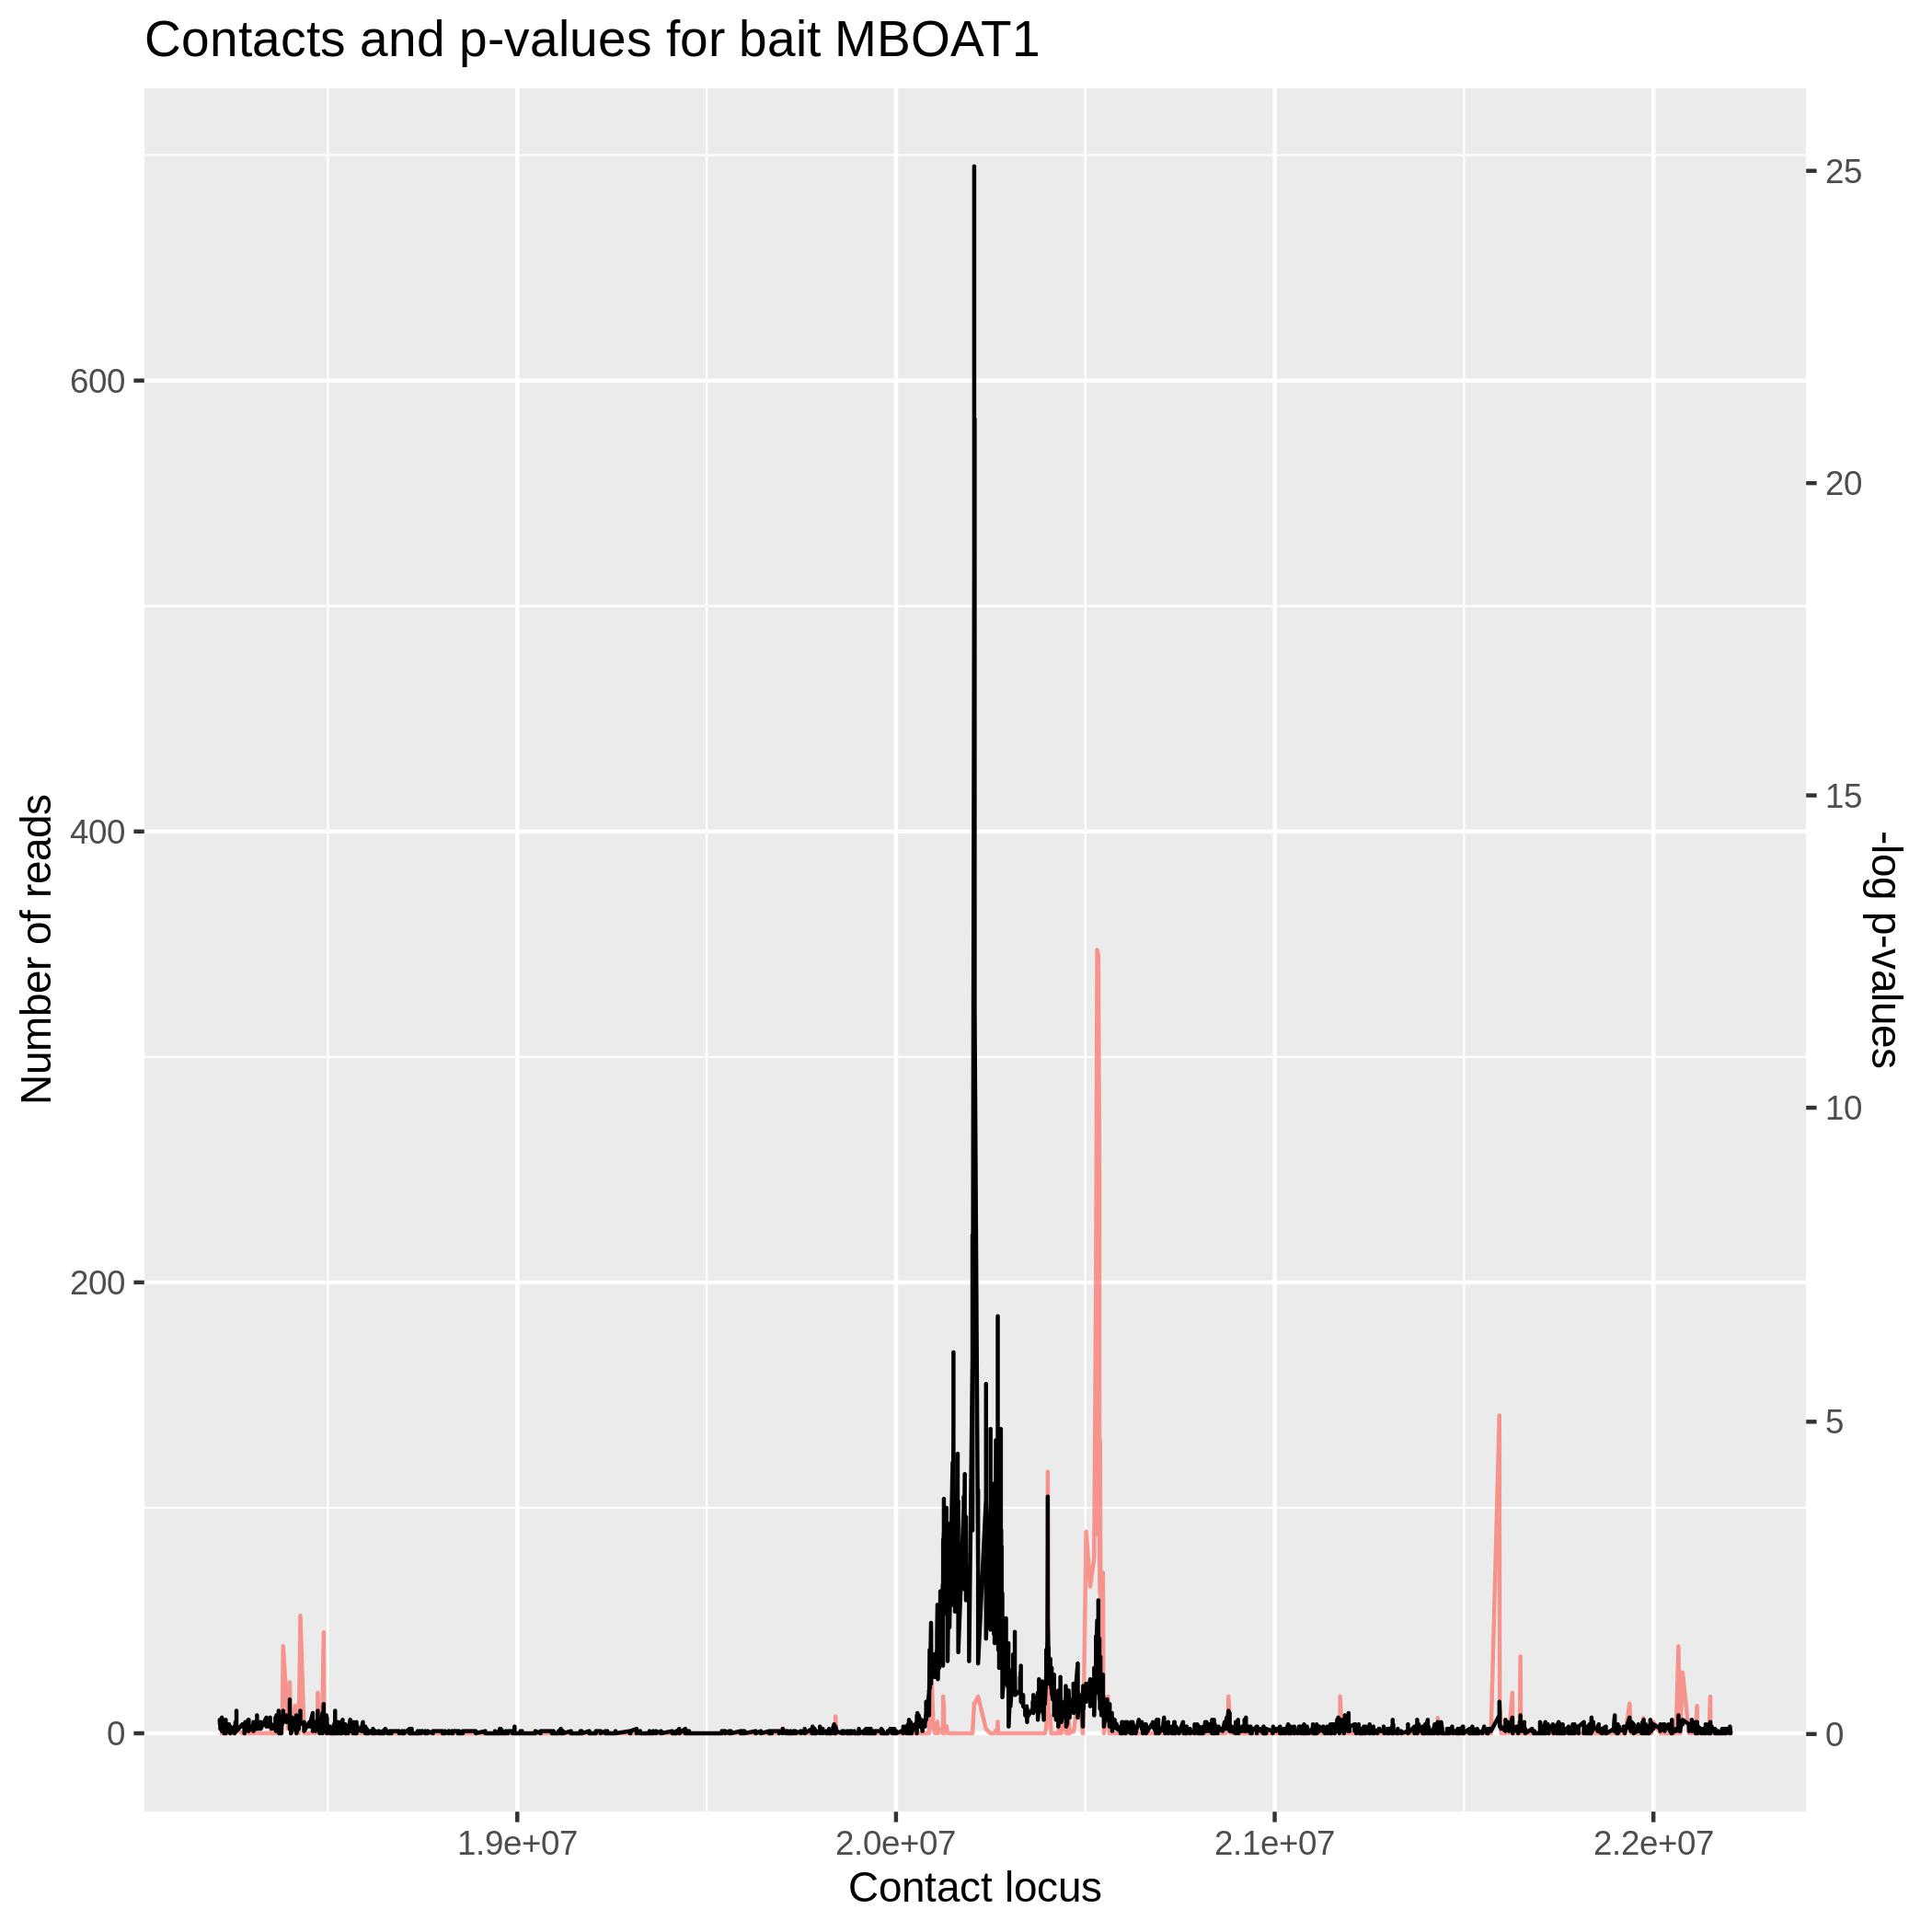 Contacts and p-values for bait MBOAT1
Number of reads
600
400
200
0
25
20
15
10
5
0
-log p-values
1.9e+07
2.0e+07
2.1e+07
2.2e+07
Contact locus